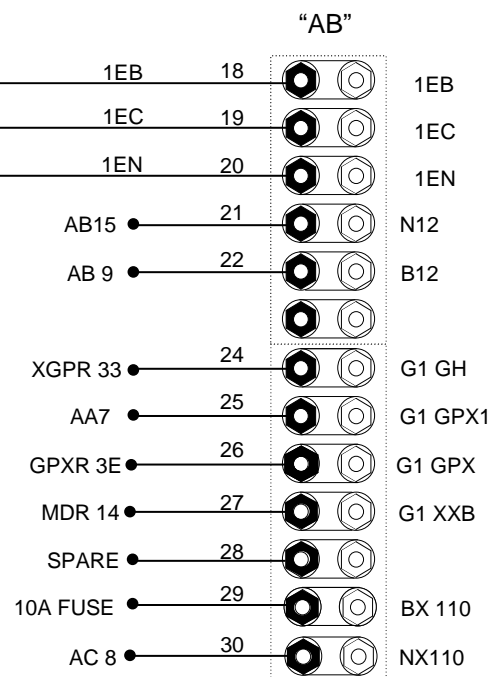 “AB”
1EB 18 1EB
1EC 19 1EC
1EN 20 1EN
AB15 21 N12
AB 9 22 B12
XGPR 33 24 G1 GH
AA7 25 G1 GPX1
GPXR 3E 26 G1 GPX
MDR 14 27 G1 XXB
SPARE 28
10A FUSE 29 BX 110
AC 8 30 NX110